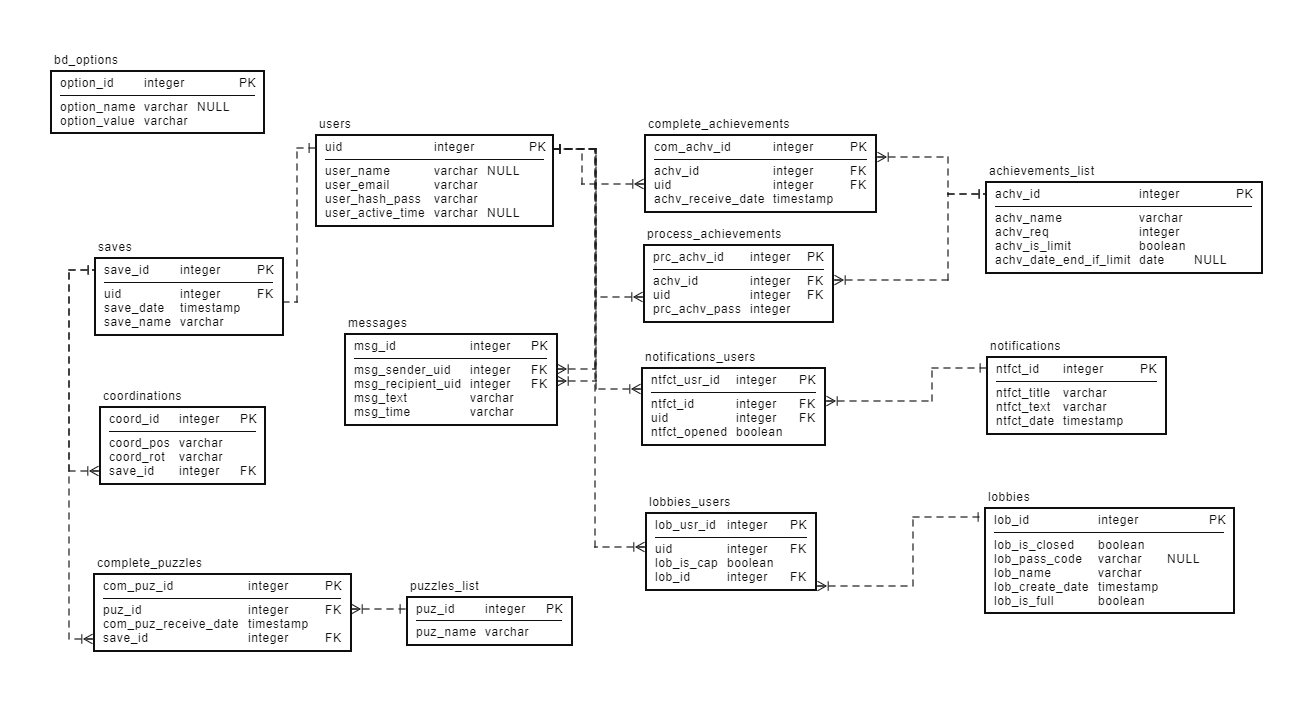 bd_options
option_id integer PK
option_name varchar NULL
option_value varchar
users
uid integer PK
user_name varchar NULL
user_email varchar
user_hash_pass varchar
user_active_time varchar NULL
complete_achievements
com_achv_id integer PK
achv_id integer FK
uid integer FK
achv_receive_date timestamp
achievements_list
achv_id integer PK
achv_name varchar
achv_req integer
achv_is_limit boolean
achv_date_end_if_limit date NULL
saves
save_id integer PK
uid integer FK
save_date timestamp
save_name varchar
process_achievements
prc_achv_id integer PK
achv_id integer FK
uid integer FK
prc_achv_pass integer
messages
msg_id integer PK
msg_sender_uid integer FK
msg_recipient_uid integer FK
msg_text varchar
msg_time varchar
notifications_users
ntfct_usr_id integer PK
ntfct_id integer FK
uid integer FK
ntfct_opened boolean
notifications
ntfct_id integer PK
ntfct_title varchar
ntfct_text varchar
ntfct_date timestamp
coordinations
coord_id integer PK
coord_pos varchar
coord_rot varchar
save_id integer FK
lobbies_users
lob_usr_id integer PK
uid integer FK
lob_is_cap boolean
lob_id integer FK
lobbies
lob_id integer PK
lob_is_closed boolean
lob_pass_code varchar NULL
lob_name varchar
lob_create_date timestamp
lob_is_full boolean
complete_puzzles
com_puz_id integer PK
puz_id integer FK
com_puz_receive_date timestamp
save_id integer FK
puzzles_list
puz_id integer PK
puz_name varchar